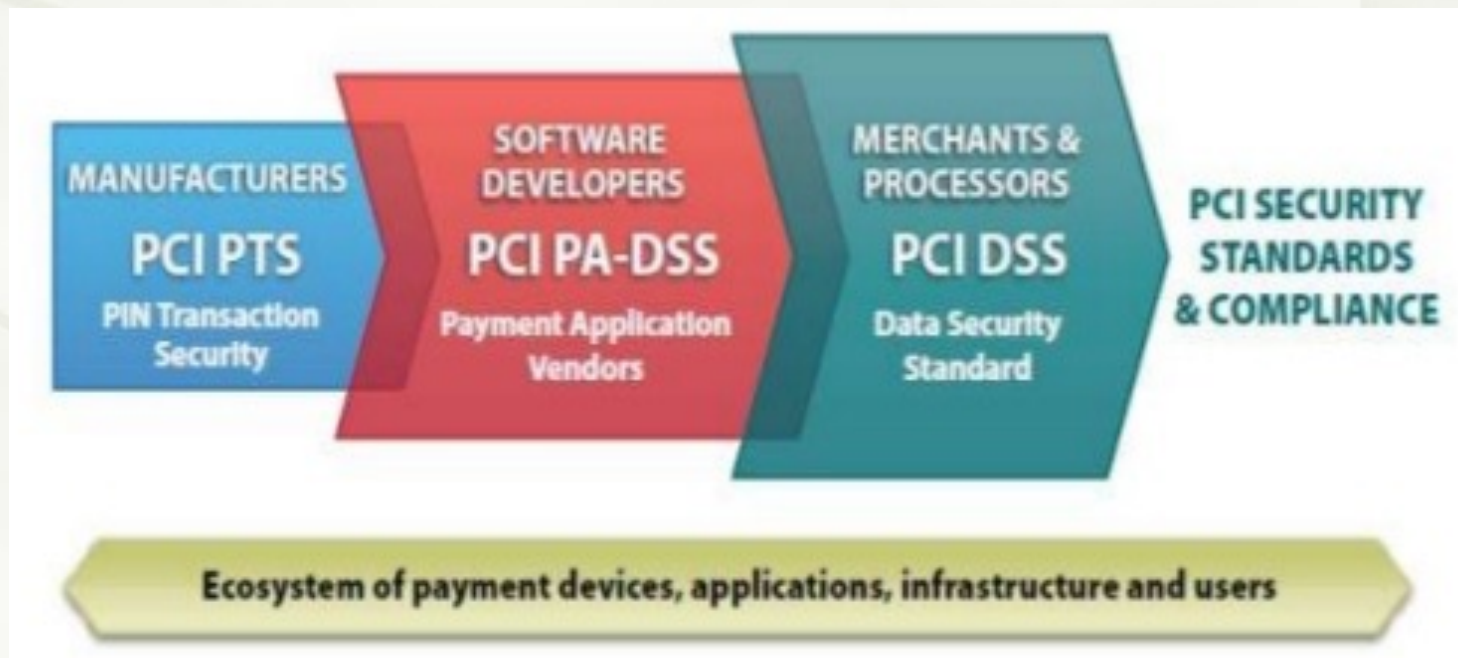 MANUFACTURERS
PCI PTS
PIN Transaction
Security
SOFTWARE
DEVELOPERS
PCI PA-DSS
Payment Application
Vendors
MERCHANTS &
PROCESSORS
PCI DSS
Data Security
Standard
PCI SECURITY
STANDARDS
& COMPLIANCE
Ecosystem of payment devices, applications, infrastructure and users